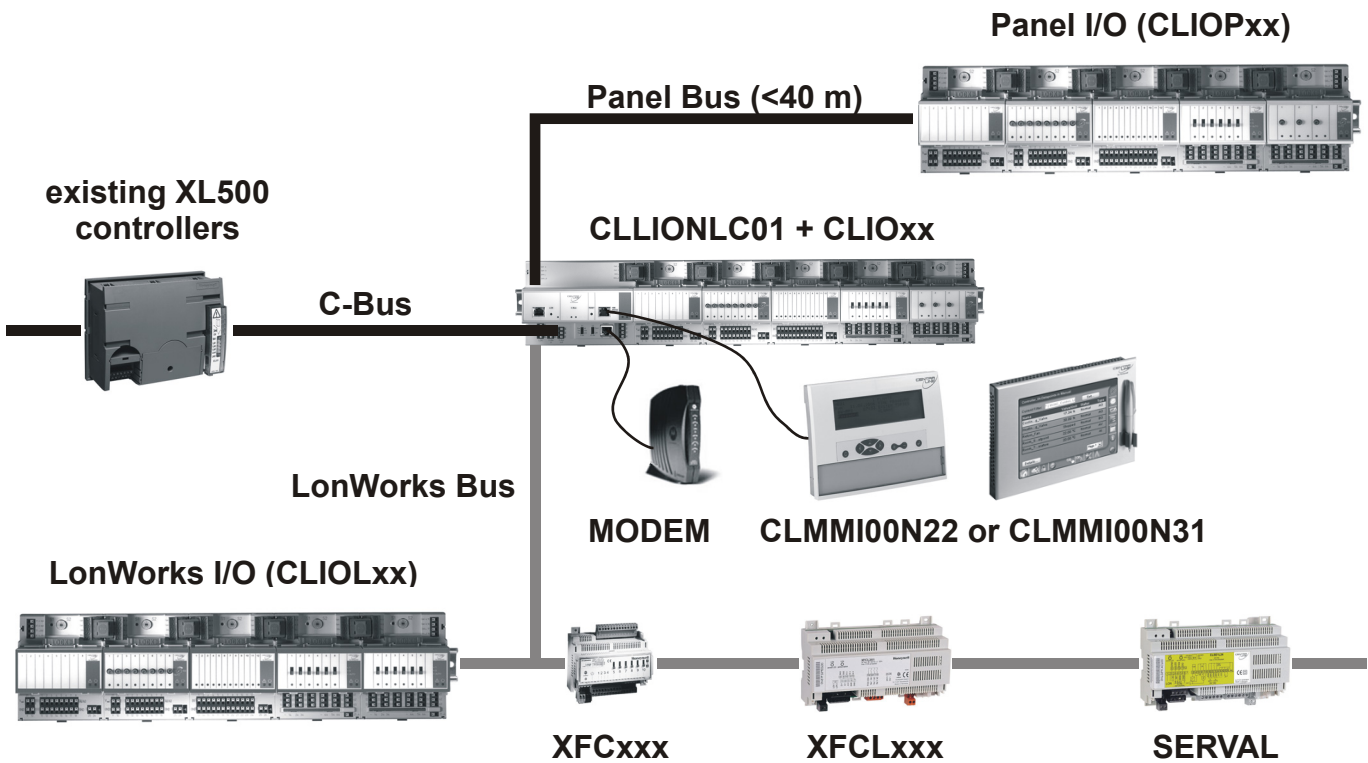 Panel I/O (CLIOPxx)
Panel Bus (<40 m)
existing XL500
controllers
CLLIONLC01 + CLIOxx
C-Bus
LonWorks Bus
MODEM
CLMMI00N22 or CLMMI00N31
LonWorks I/O (CLIOLxx)
XFCxxx
XFCLxxx
SERVAL